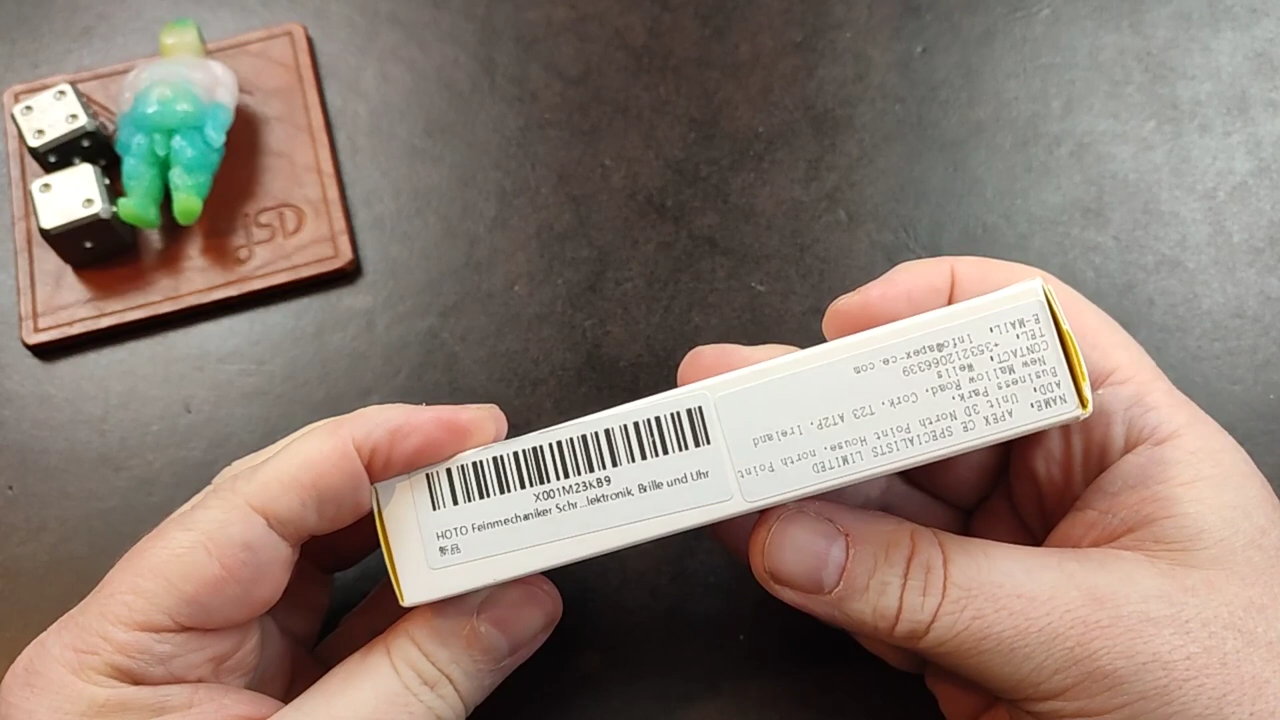 jSD
X001M23KB9
HOTO Feinmechaniker Schr...lektronik, Brille und Uhr
新品
NAME. APEX CE SPECIALISTS LIMITED
ADD. Unit 3D North Point House, north Point
Business Park,
New Mallow Road, Cork, T23 AT2P, Ireland
CONTACT. Wells
TEL. +353212066339
E-MAIL. Info@apex-ce.com